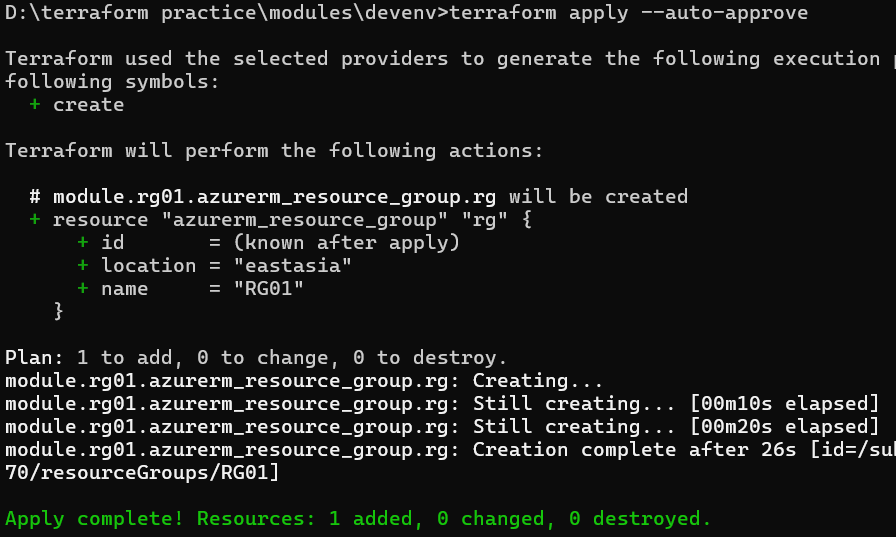 D:\terraform practice\modules\devenv>terraform apply --auto-approve
Terraform used the selected providers to generate the following execution
following symbols:
+ create
Terraform will perform the following actions:
# module.rg01.azurerm_resource_group.rg will be created
+ resource "azurerm_resource_group" "rg" {
+ id       = (known after apply)
+ location = "eastasia"
+ name     = "RG01"
}
Plan: 1 to add, 0 to change, 0 to destroy.
module.rg01.azurerm_resource_group.rg: Creating...
module.rg01.azurerm_resource_group.rg: Still creating... [00m10s elapsed]
module.rg01.azurerm_resource_group.rg: Still creating... [00m20s elapsed]
module.rg01.azurerm_resource_group.rg: Creation complete after 26s [id=/su
70/resourceGroups/RG01]
Apply complete! Resources: 1 added, 0 changed, 0 destroyed.